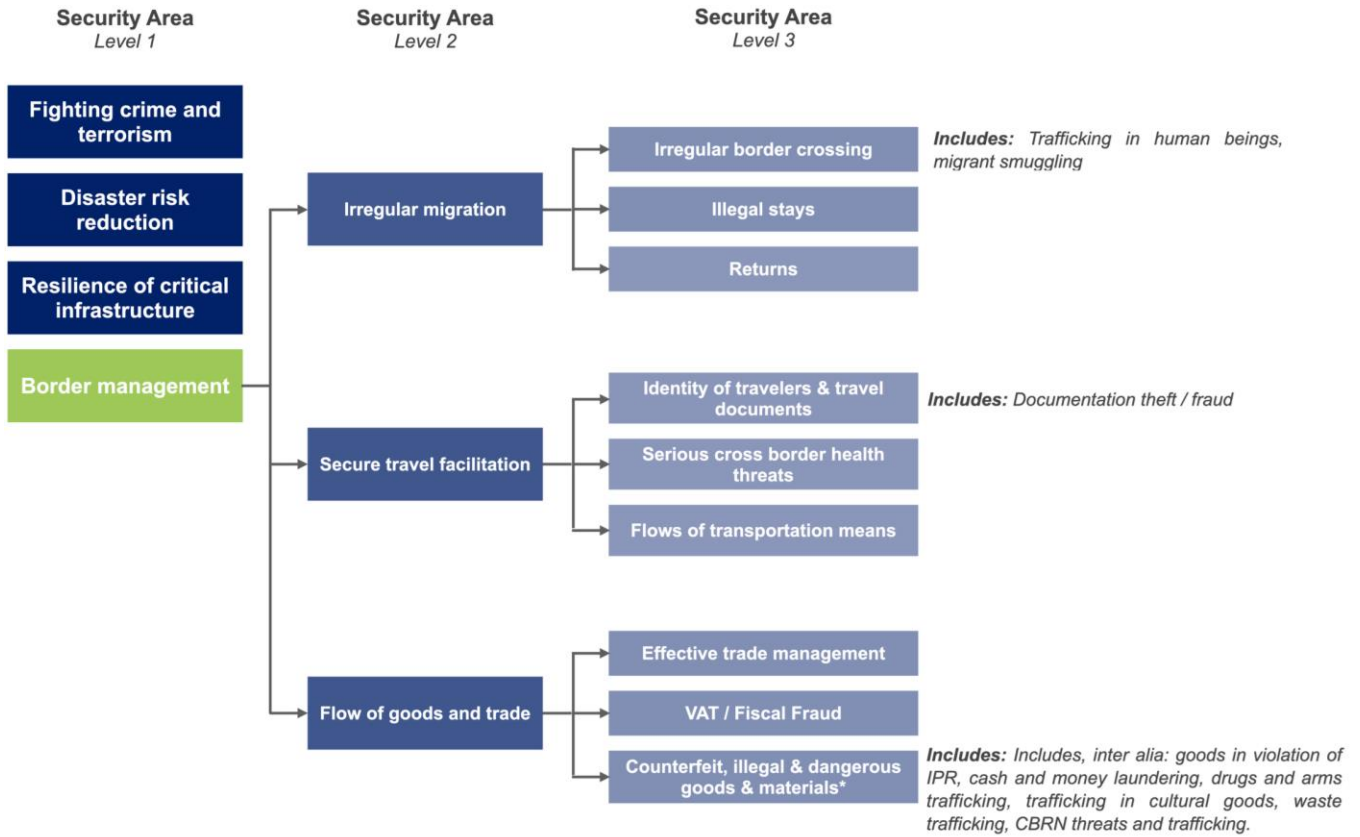 Security Area
Level 1
Security Area
Level 2
Security Area
Level 3
Fighting crime and
terrorism
Disaster risk
reduction
Resilience of critical
infrastructure
Border management
Irregular migration
Irregular border crossing
Includes: Trafficking in human beings,
migrant smuggling
Illegal stays
Returns
Secure travel facilitation
Identity of travelers & travel
documents
Includes: Documentation theft / fraud
Serious cross border health
threats
Flows of transportation means
Flow of goods and trade
Effective trade management
VAT / Fiscal Fraud
Counterfeit, illegal & dangerous
goods & materials*
Includes: Includes, inter alia: goods in violation of
IPR, cash and money laundering, drugs and arms
trafficking, trafficking in cultural goods, waste
trafficking, CBRN threats and trafficking.